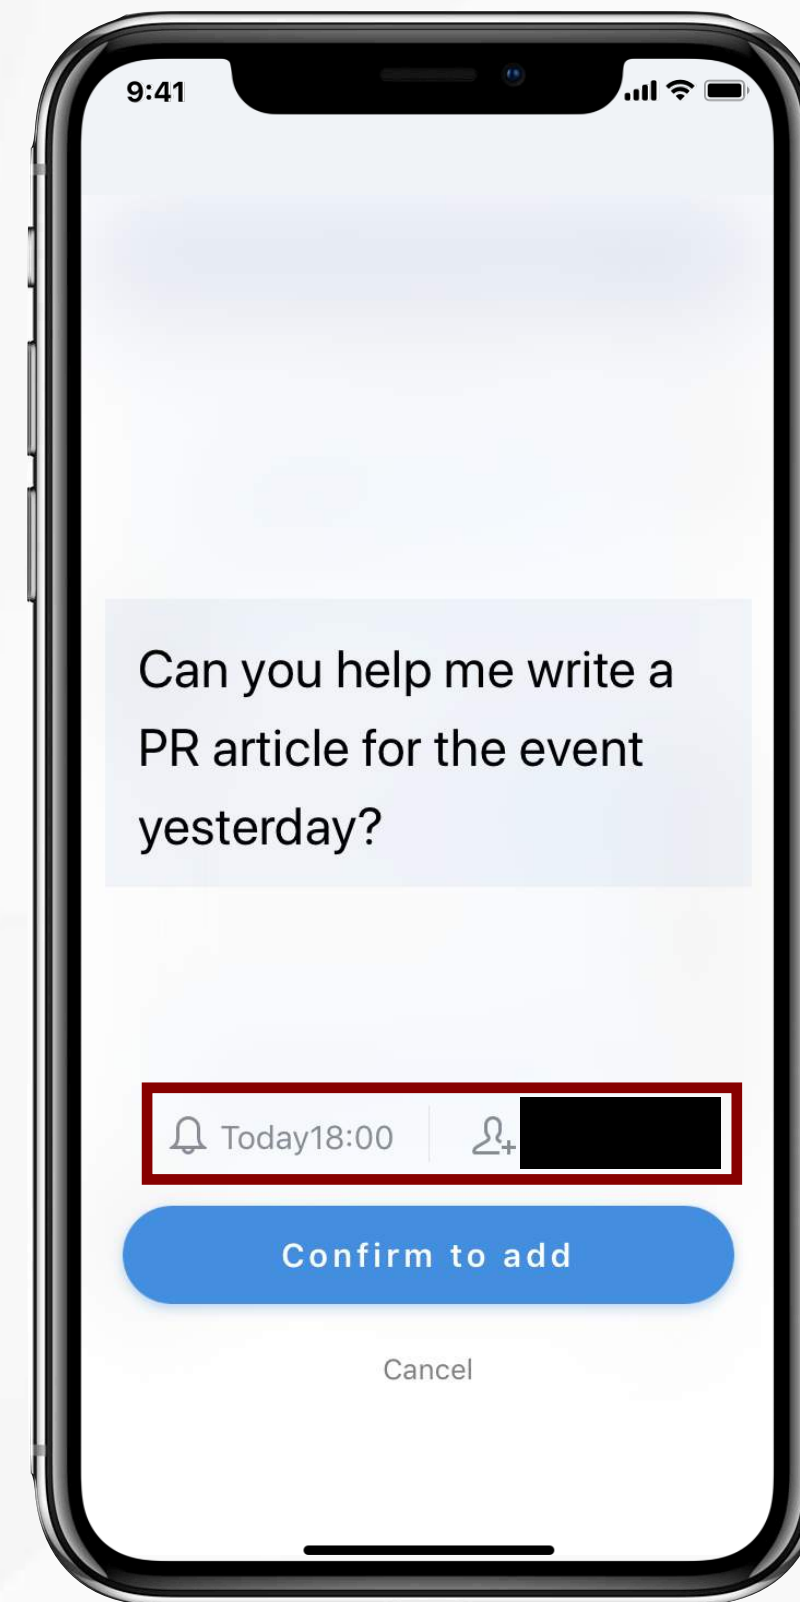 9:41
Can you help me write a
PR article for the event
yesterday?
Today18:00
Confirm to add
Cancel